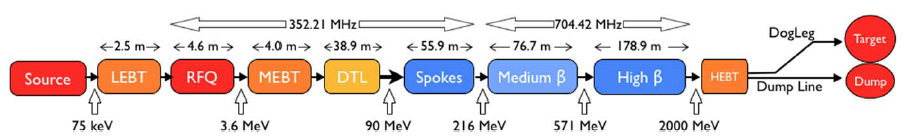 352.21 MHz 704.42 MHz
2.5 m 4.6 m 4.0 m 38.9 m 55.9 m 76.7 m 178.9 m
DogLeg
Target
Source LEBT RFQ MEBT DTL Spokes Medium β High β HEBT
Dump Line
Dump
75 keV 3.6 MeV 90 MeV 216 MeV 571 MeV 2000 MeV